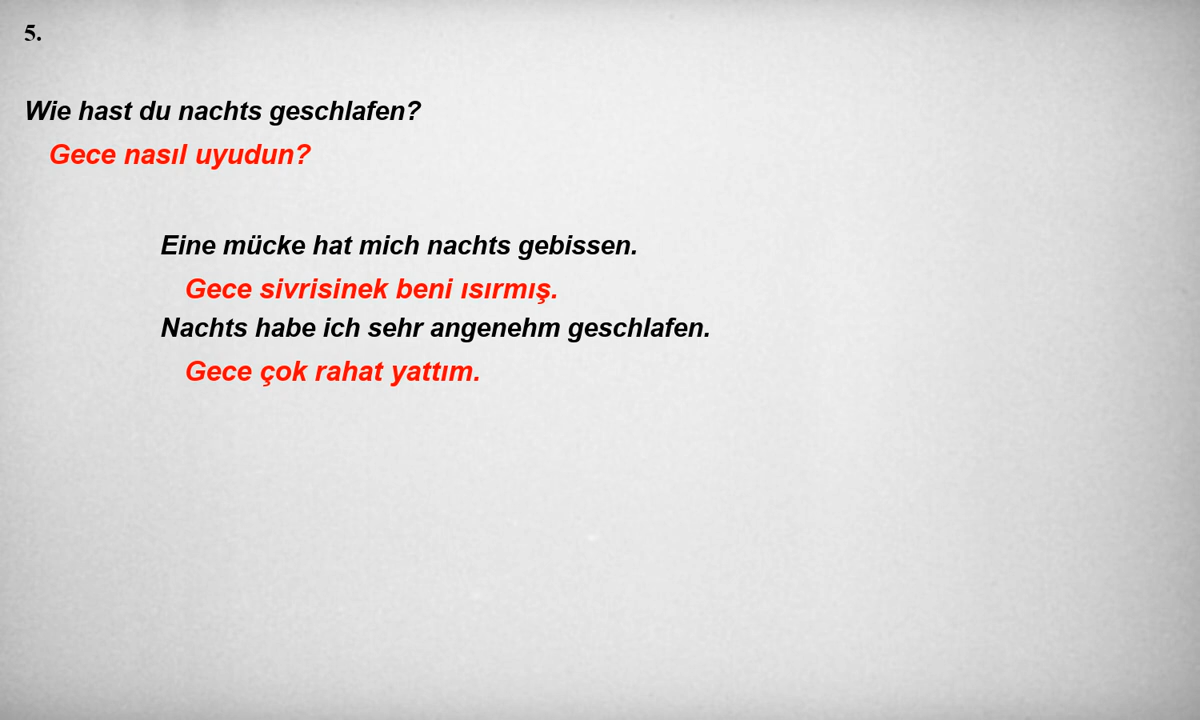 5.
Wie hast du nachts geschlafen?
Gece nasıl uyudun?
Eine mücke hat mich nachts gebissen.
Gece sivrisinek beni ısırmış.
Nachts habe ich sehr angenehm geschlafen.
Gece çok rahat yattım.